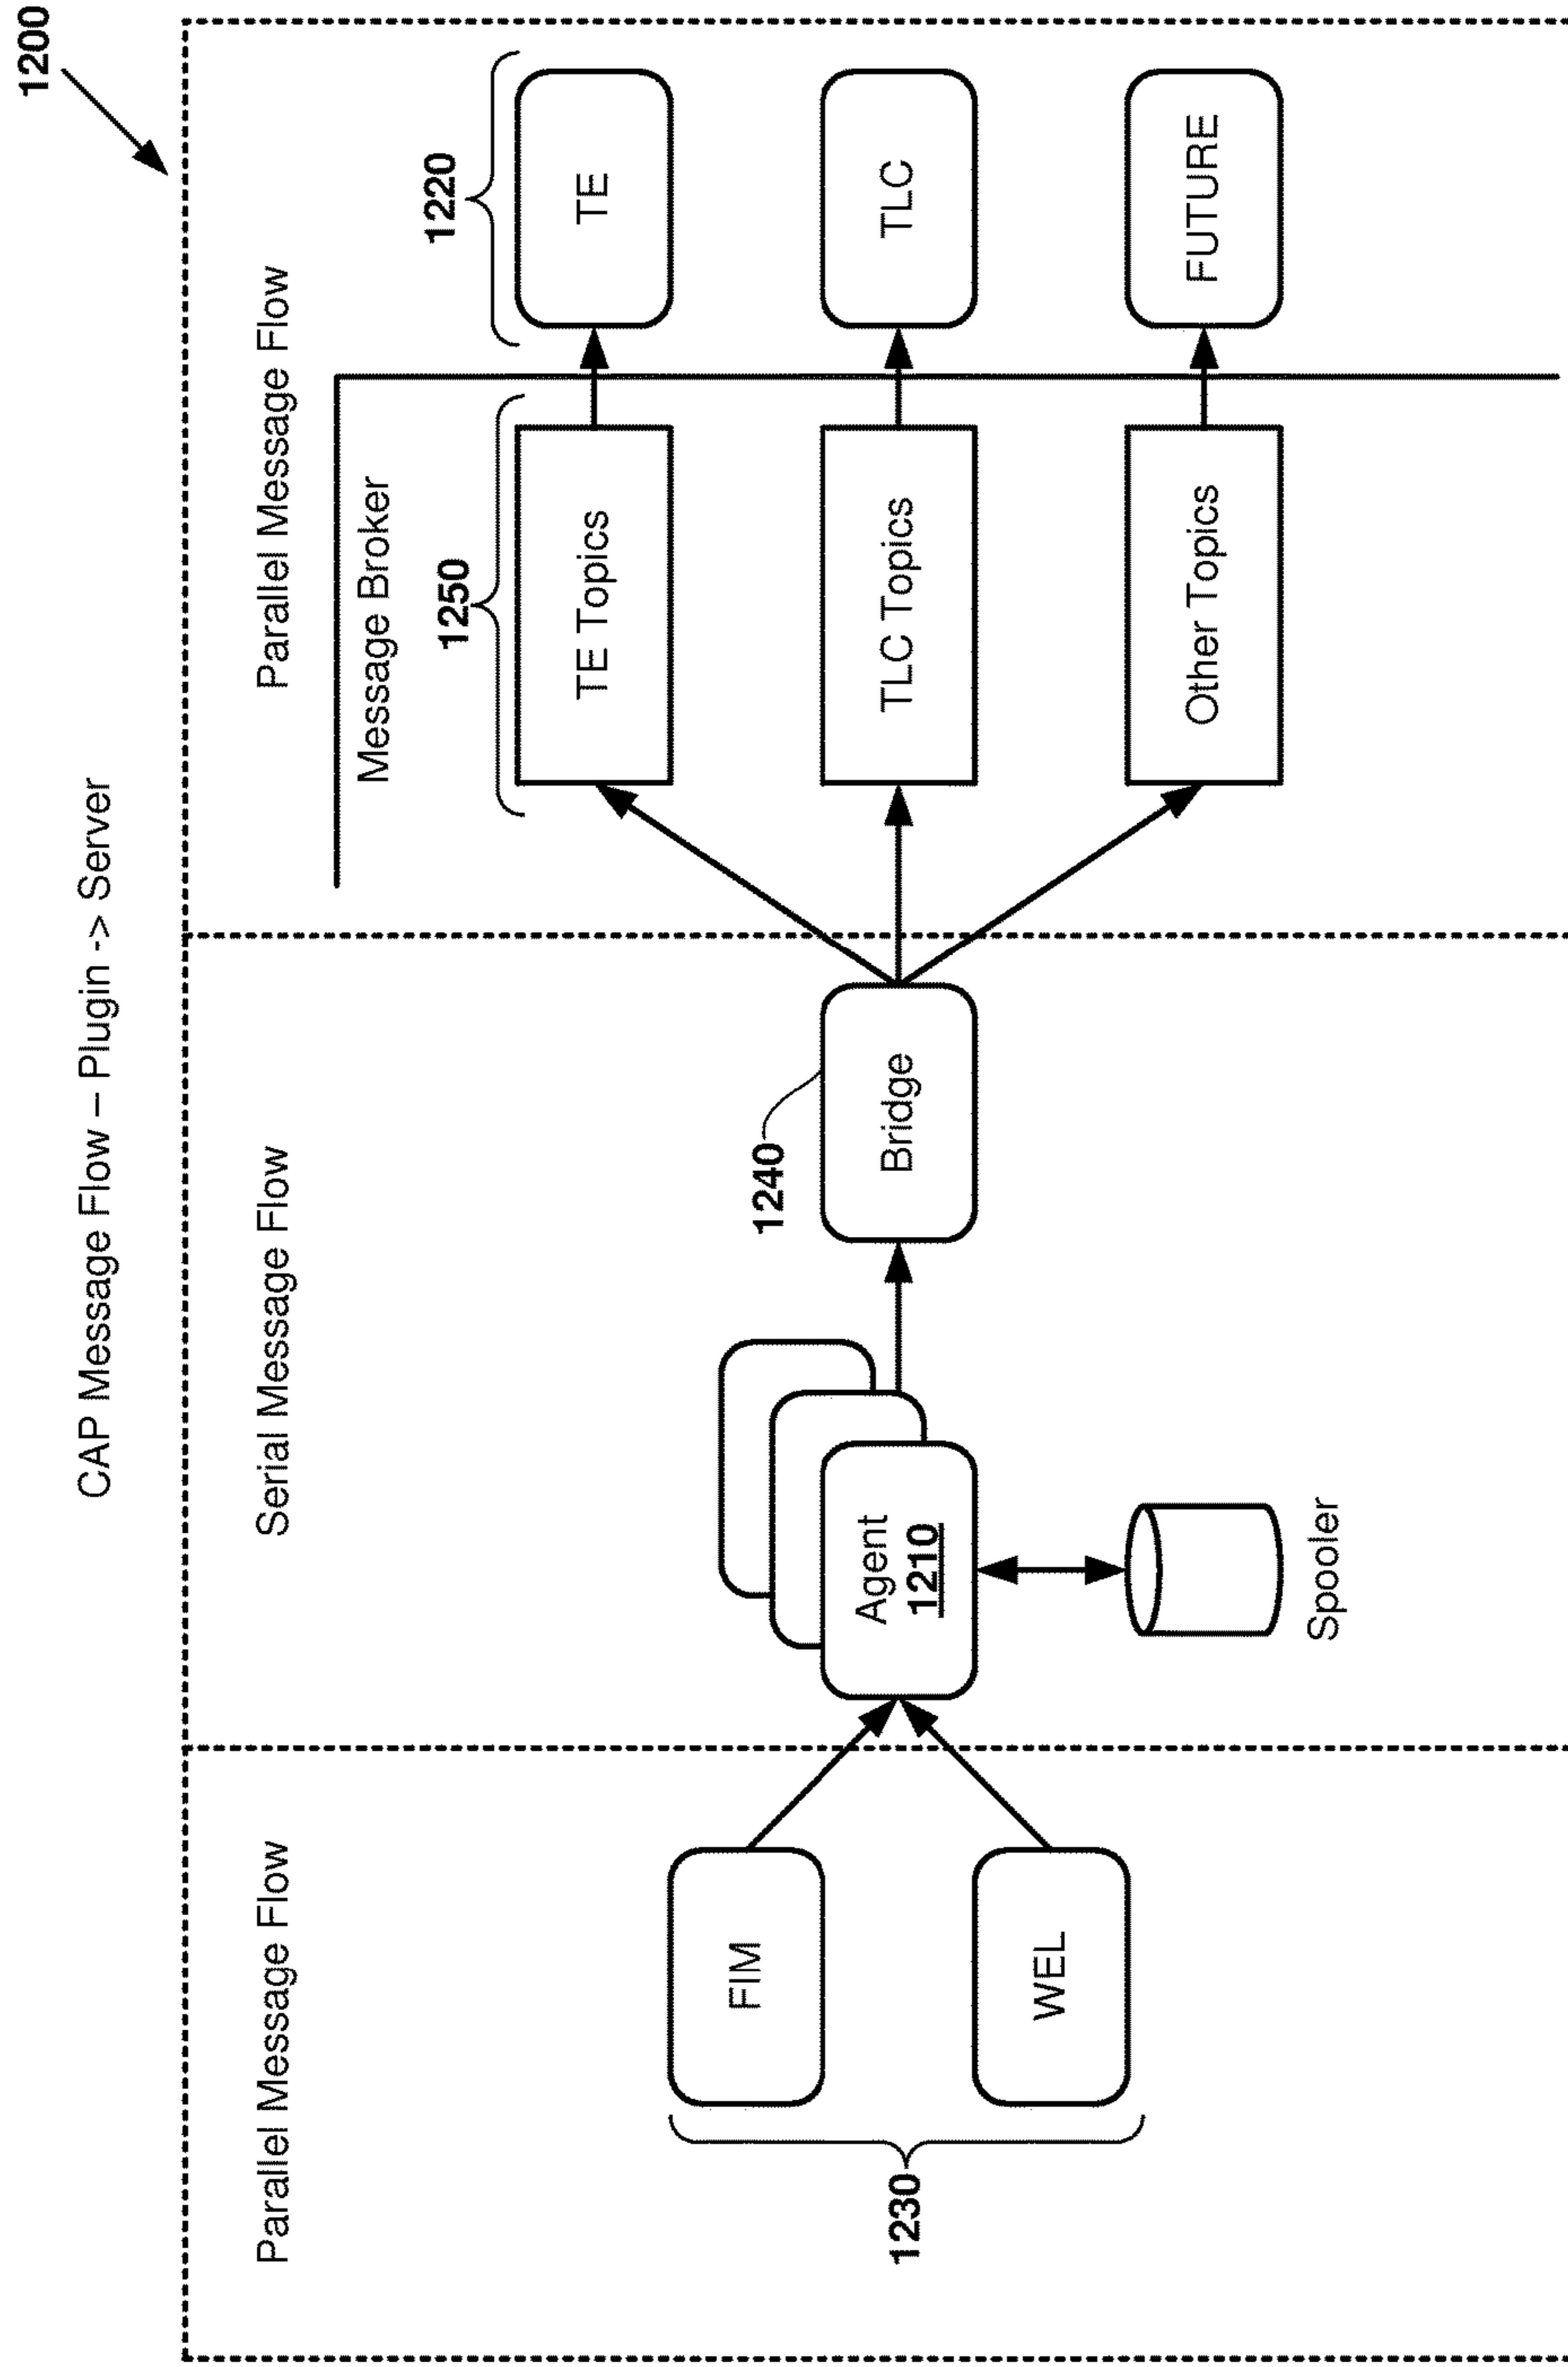 1200
CAP Message Flow – Plugin -> Server
Parallel Message Flow
Serial Message Flow
Parallel Message Flow
Message Broker
1230
FIM
WEL
Agent
1210
Spooler
1240
Bridge
1250
TE Topics
TLC Topics
Other Topics
1220
TE
TLC
FUTURE